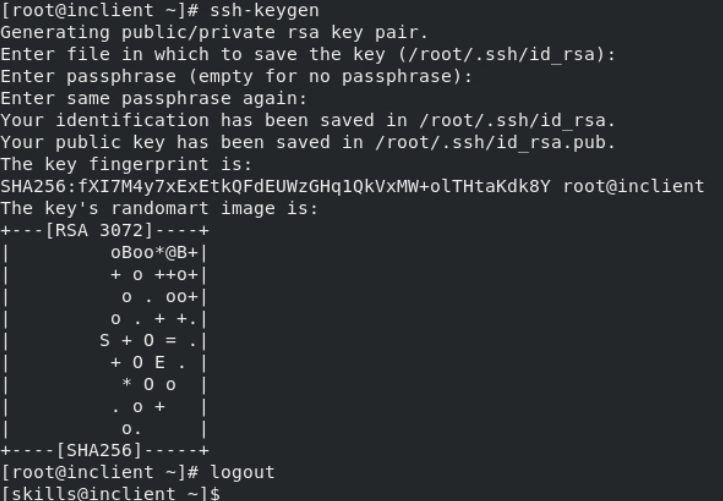 [root@inclient ~]# ssh-keygen
Generating public/private rsa key pair.
Enter file in which to save the key (/root/.ssh/id_rsa):
Enter passphrase (empty for no passphrase):
Enter same passphrase again:
Your identification has been saved in /root/.ssh/id_rsa.
Your public key has been saved in /root/.ssh/id_rsa.pub.
The key fingerprint is:
SHA256:fXI7M4y7xExEtkQFdEUWzGHq1QkVxMW+olTHtaKdk8Y root@inclient
The key's randomart image is:
+---[RSA 3072]----+
|         oBoo*@B+|
|         + o ++o+|
|          o . oo+|
|         o . + +.|
|        S + O = .|
|         + O E . |
|          * O o  |
|         . o +   |
|          o.     |
+----[SHA256]-----+
[root@inclient ~]# logout
[skills@inclient ~]$